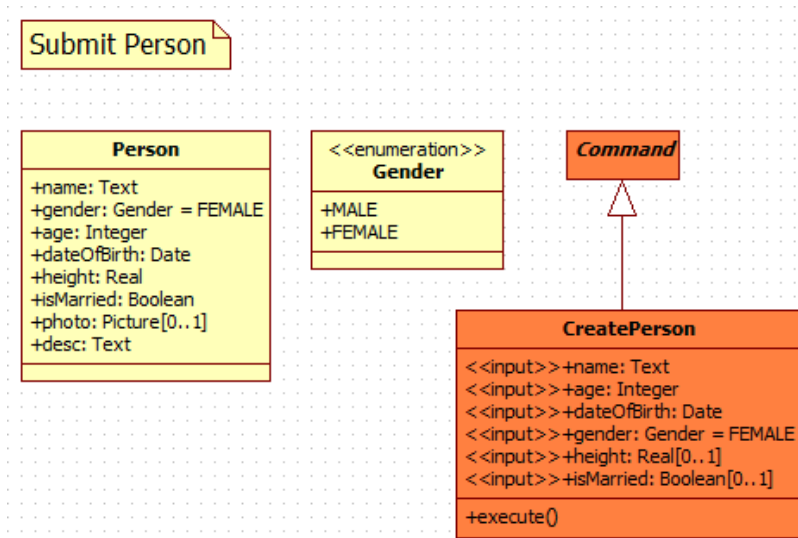 Submit Person
Person
+name: Text
+gender: Gender = FEMALE
+age: Integer
+dateOfBirth: Date
+height: Real
+isMarried: Boolean
+photo: Picture[0..1]
+desc: Text
<<enumeration>>
Gender
+MALE
+FEMALE
Command
CreatePerson
<<input>>+name: Text
<<input>>+age: Integer
<<input>>+dateOfBirth: Date
<<input>>+gender: Gender = FEMALE
<<input>>+height: Real[0..1]
<<input>>+isMarried: Boolean[0..1]
+execute()